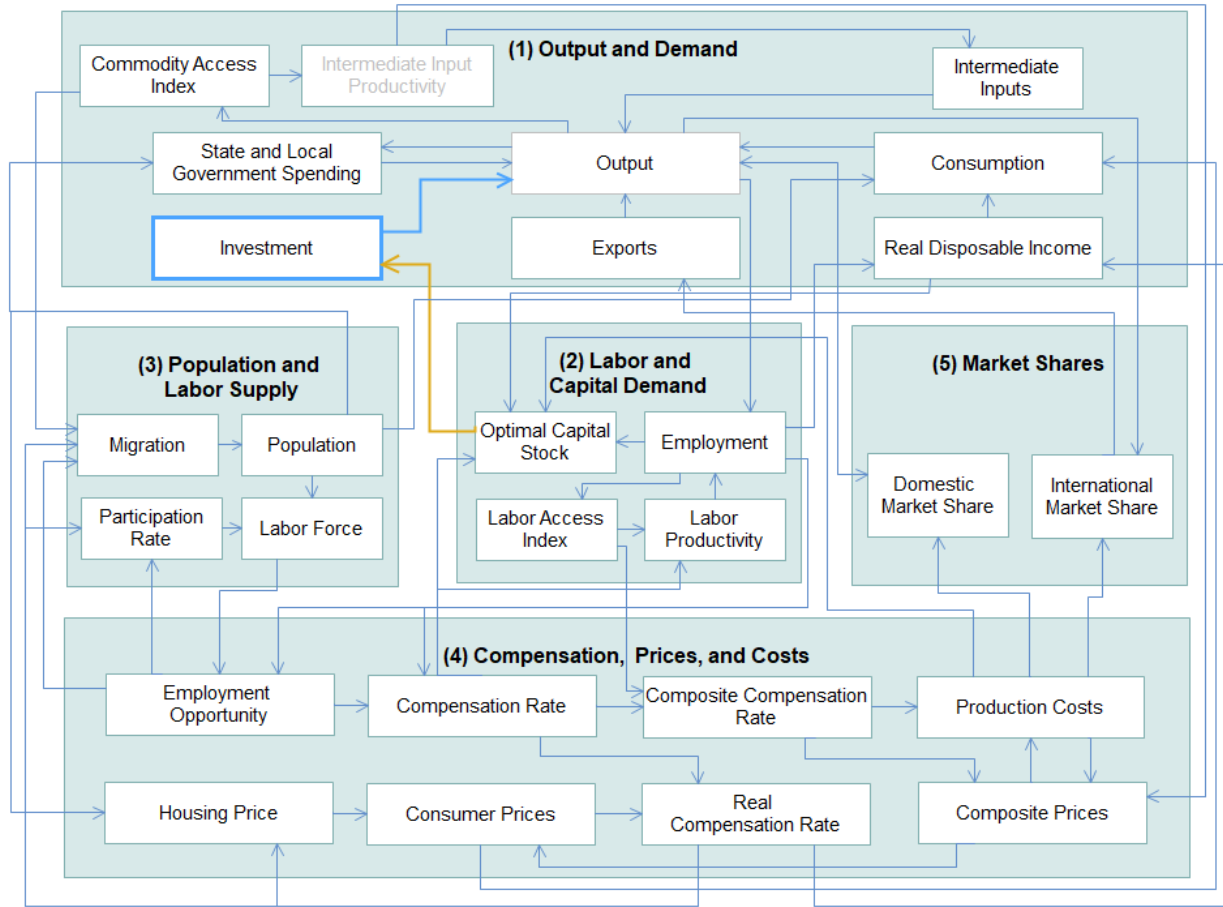 (1) Output and Demand
Commodity Access
Index
Intermediate Input
Productivity
Intermediate
Inputs
State and Local
Government Spending
Output
Consumption
Investment
Exports
Real Disposable Income
(3) Population and
Labor Supply
Migration
Population
Participation
Rate
Labor Force
(2) Labor and
Capital Demand
Optimal Capital
Stock
Employment
Labor Access
Index
Labor
Productivity
(5) Market Shares
Domestic
Market Share
International
Market Share
(4) Compensation, Prices, and Costs
Employment
Opportunity
Compensation Rate
Composite Compensation
Rate
Production Costs
Housing Price
Consumer Prices
Real
Compensation Rate
Composite Prices